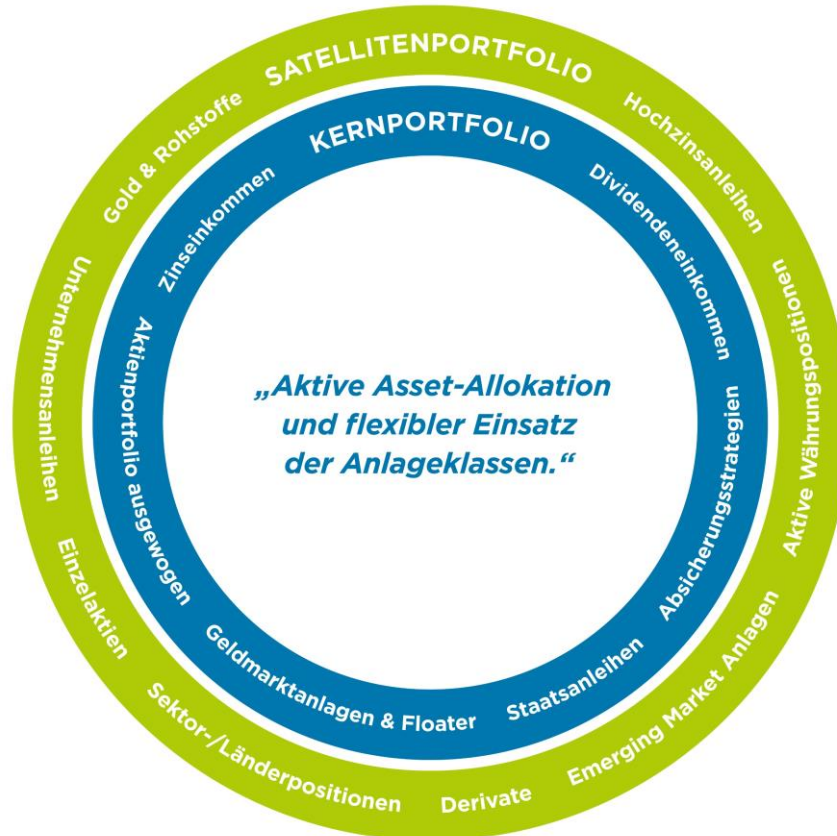 SATELLITENPORTFOLIO
Hochzinsanleihen
Aktive Währungspositionen
Emerging Market Anlagen
Derivate
Sektor-/Länderpositionen
Einzelaktien
Unternehmensanleihen
Gold & Rohstoffe
KERNPORTFOLIO
Dividendeneinkommen
Absicherungsstrategien
Staatsanleihen
Geldmarktanlagen & Floater
Aktienportfolio ausgewogen
Zinseinkommen
„Aktive Asset-Allokation
und flexibler Einsatz
der Anlageklassen.“